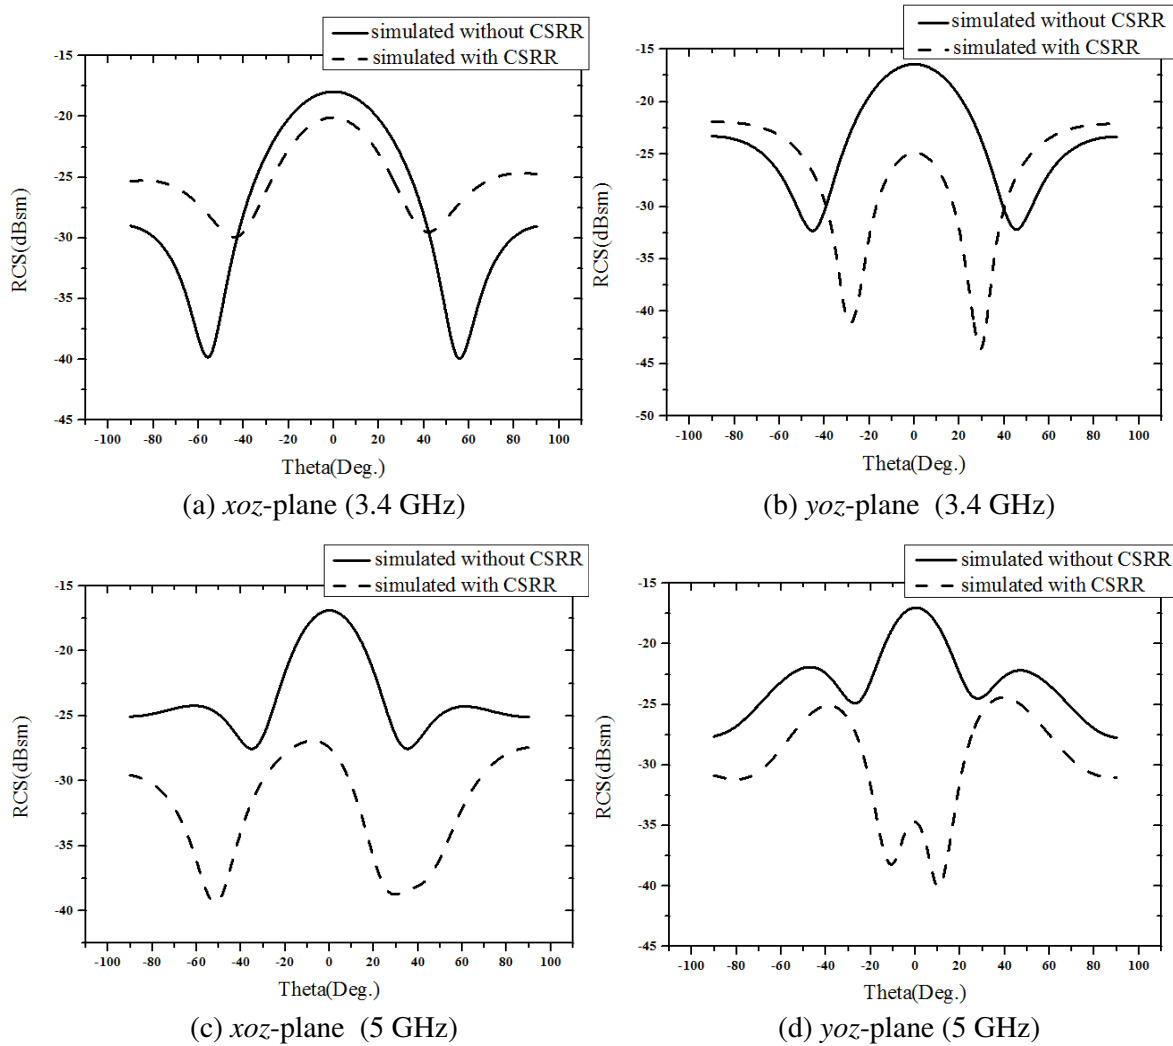 simulated without CSRR
simulated with CSRR
-15
-20
-25
-30
-35
-40
-45
RCS(dBsm)
-100 -80 -60 -40 -20 0 20 40 60 80 100
Theta(Deg.)
(a) xoz-plane (3.4 GHz)
simulated without CSRR
simulated with CSRR
-15
-20
-25
-30
-35
-40
-45
-50
RCS(dBsm)
-100 -80 -60 -40 -20 0 20 40 60 80 100
Theta(Deg.)
(b) yoz-plane (3.4 GHz)
simulated without CSRR
simulated with CSRR
-15
-20
-25
-30
-35
-40
RCS(dBsm)
-100 -80 -60 -40 -20 0 20 40 60 80 100
Theta(Deg.)
(c) xoz-plane (5 GHz)
simulated without CSRR
simulated with CSRR
-15
-20
-25
-30
-35
-40
-45
RCS(dBsm)
-100 -80 -60 -40 -20 0 20 40 60 80 100
Theta(Deg.)
(d) yoz-plane (5 GHz)